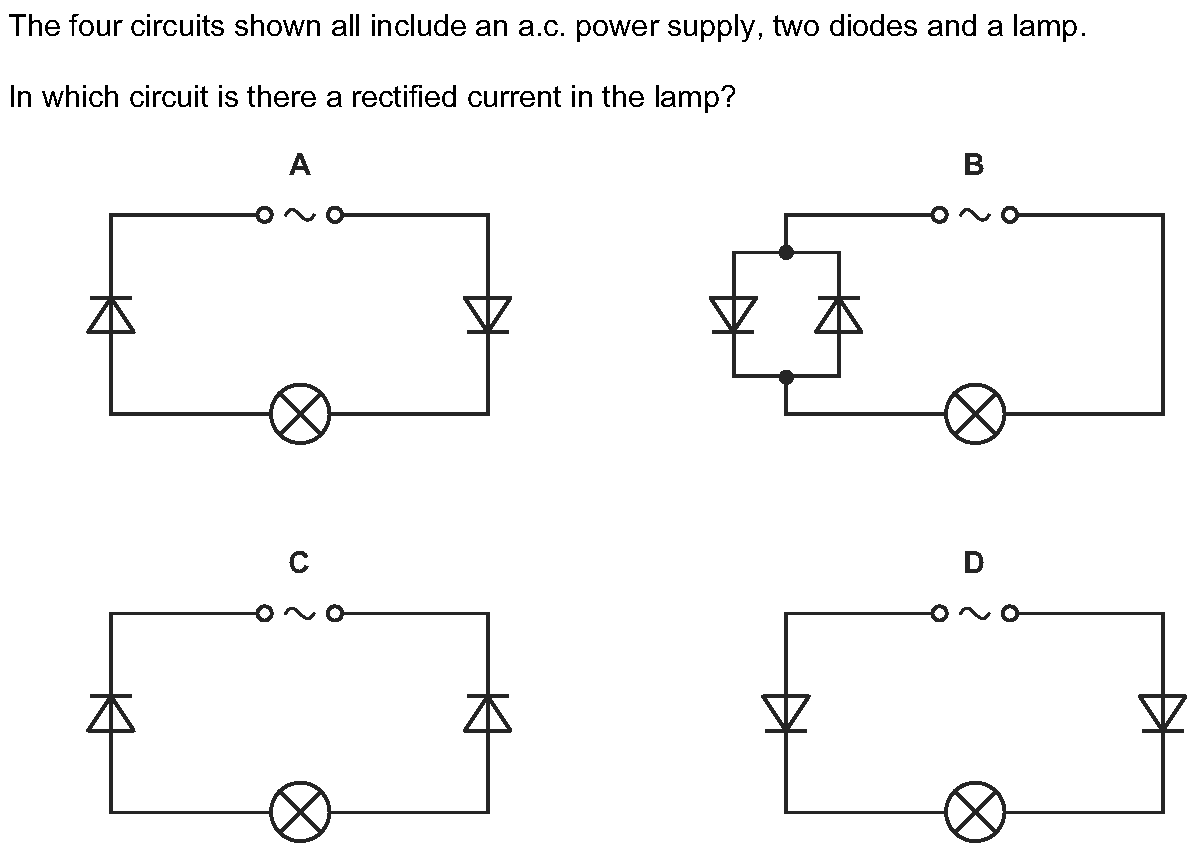 The four circuits shown all include an a.c. power supply, two diodes and a lamp.
In which circuit is there a rectified current in the lamp?
A
B
C
D